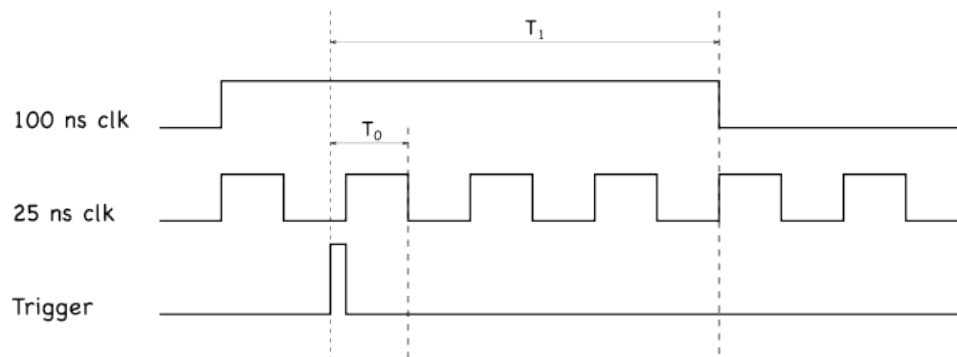 T₁
100 ns clk
T₀
25 ns clk
Trigger